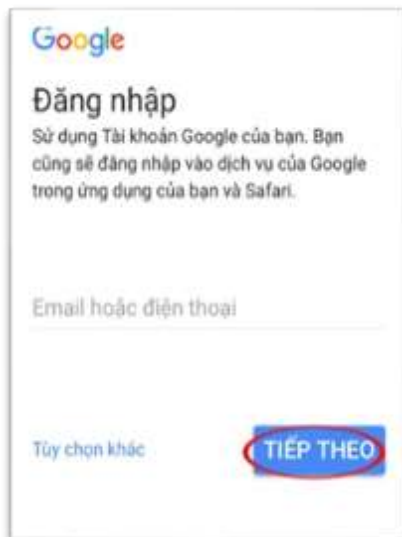 Google
Đăng nhập
Sử dụng Tài khoản Google của bạn. Bạn
cũng sẽ đăng nhập vào dịch vụ của Google
trong ứng dụng của bạn và Safari.
Email hoặc điện thoại
Tùy chọn khác
TIẾP THEO